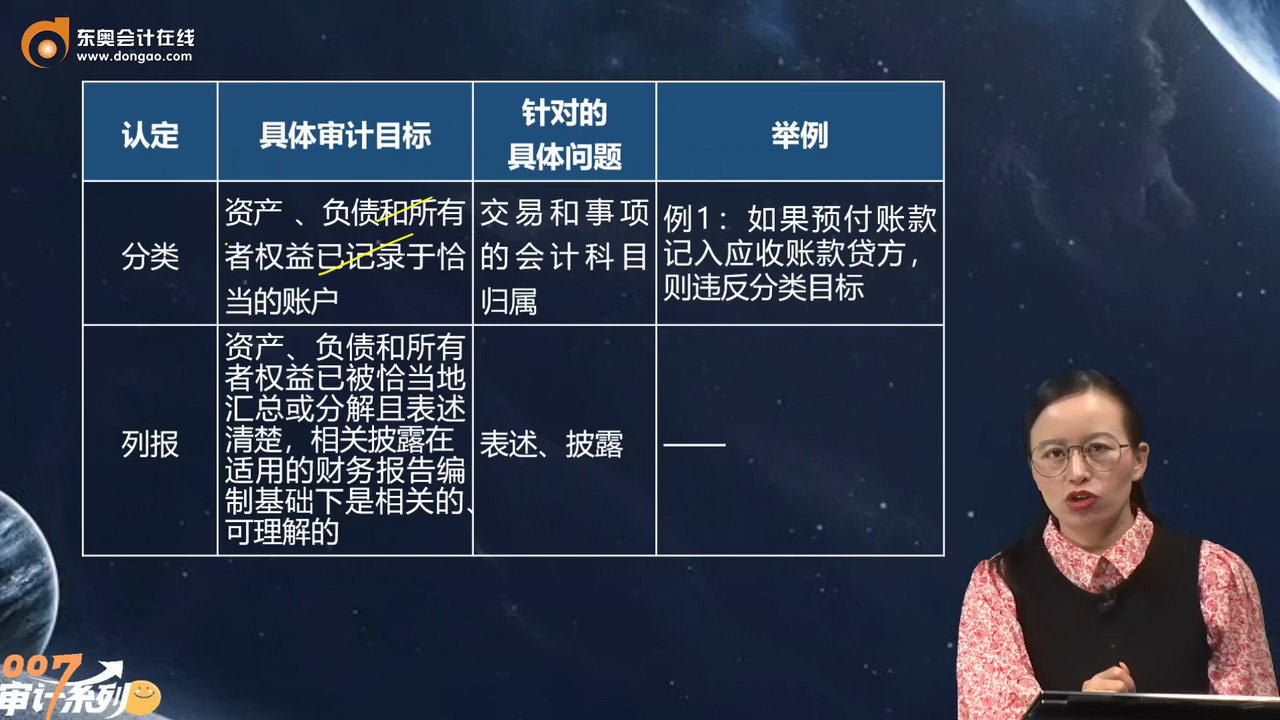 东奥会计在线
www.dongao.com
认定
具体审计目标
针对的
具体问题
举例
分类
资产 、负债和所有
者权益已记录于恰
当的账户
交易和事项
的会计科目
归属
例1：如果预付账款
记入应收账款贷方，
则违反分类目标
列报
资产、负债和所有
者权益已被恰当地
汇总或分解且表述
清楚，相关披露在
适用的财务报告编
制基础下是相关的、
可理解的
表述、披露
——
007
审计系列